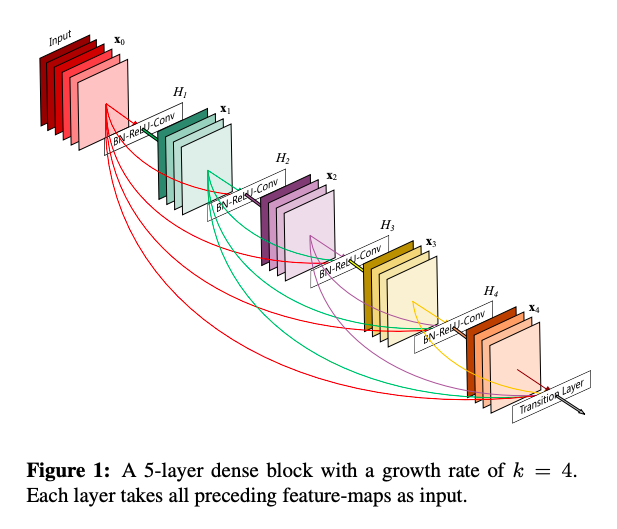 Input
x₀
H₁
BN-ReLU-Conv
x₁
H₂
BN-ReLU-Conv
x₂
H₃
BN-ReLU-Conv
x₃
H₄
BN-ReLU-Conv
x₄
Transition Layer
Figure 1: A 5-layer dense block with a growth rate of k = 4.
Each layer takes all preceding feature-maps as input.